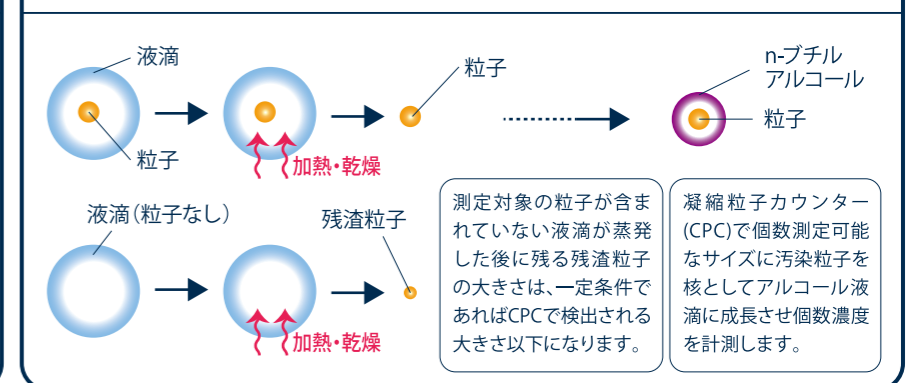 液滴
粒子
加熱・乾燥
粒子
n-ブチル
アルコール
粒子
液滴（粒子なし）
加熱・乾燥
残渣粒子
測定対象の粒子が含ま
れていない液滴が蒸発
した後に残る残渣粒子
の大きさは、一定条件で
あればCPCで検出される
大きさ以下になります。
凝縮粒子カウンター
(CPC)で個数測定可能
なサイズに汚染粒子を
核としてアルコール液
滴に成長させ個数濃度
を計測します。